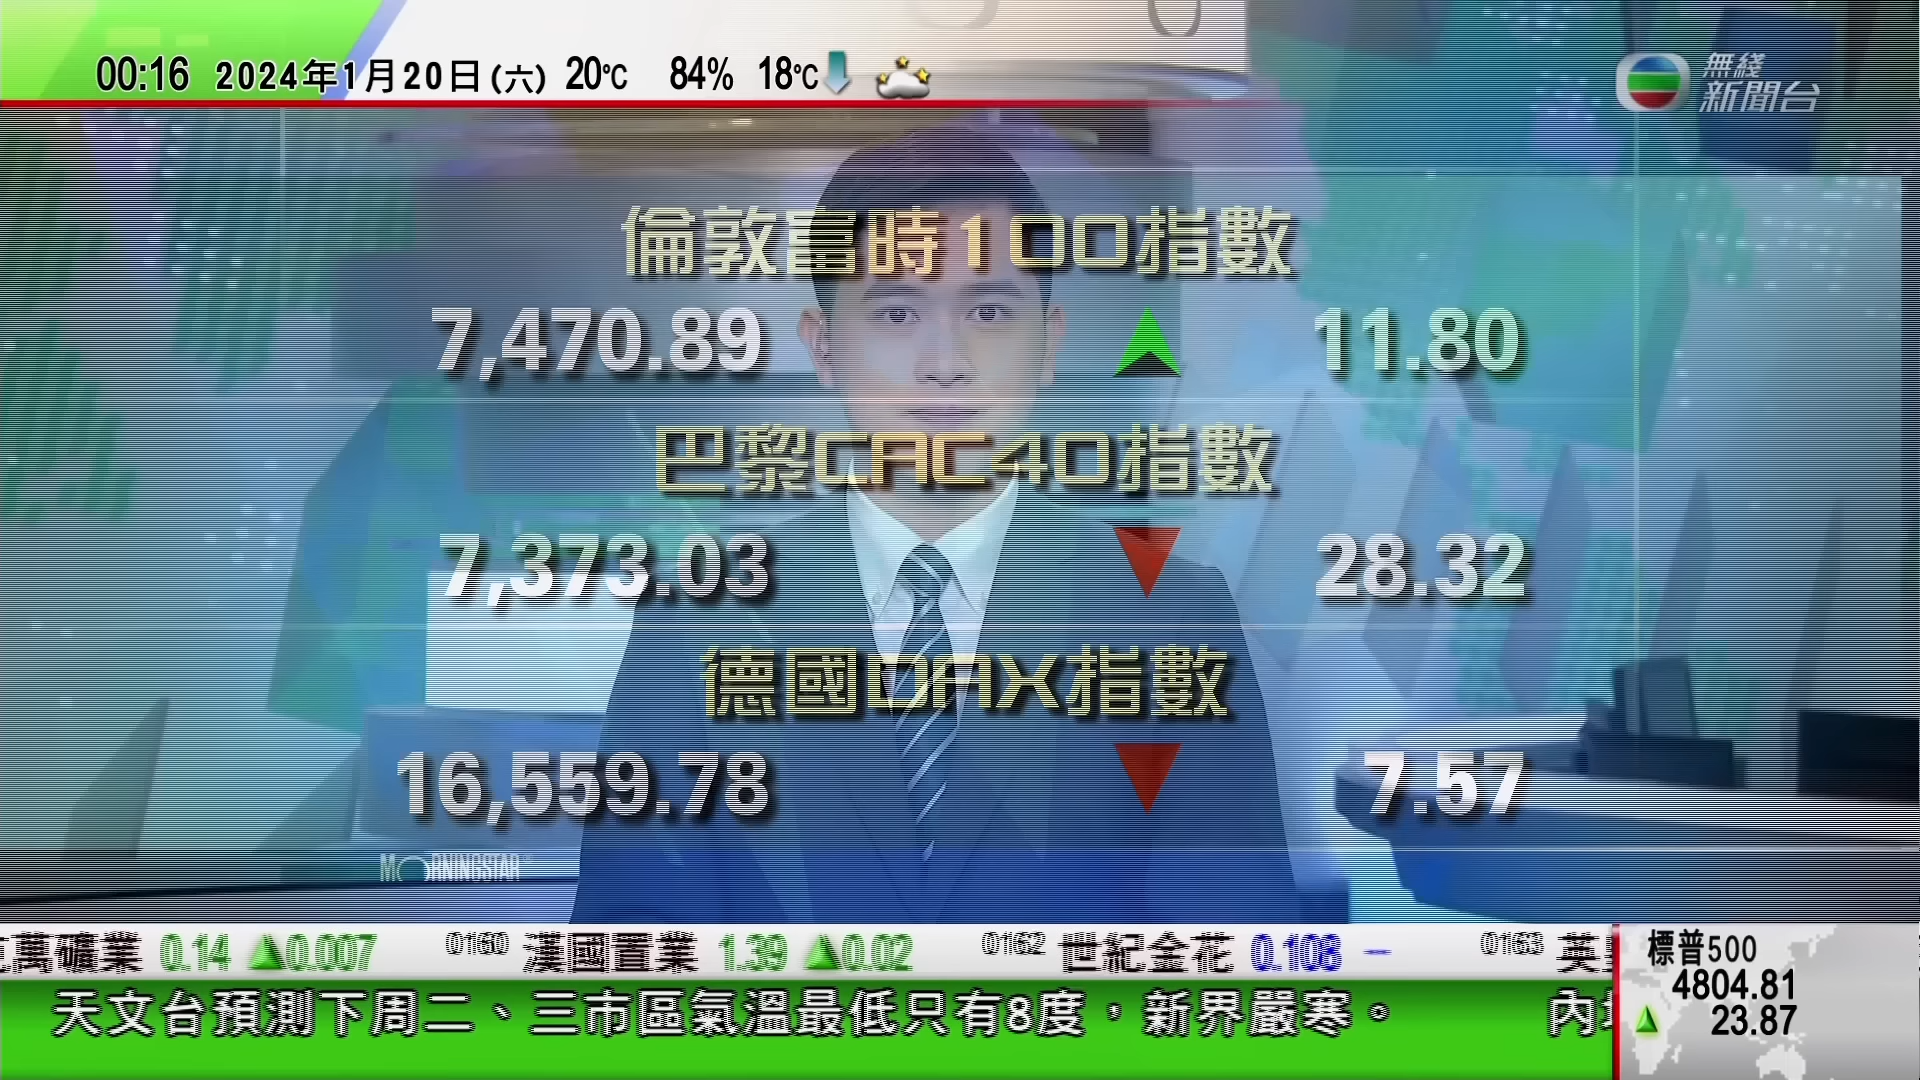 00:16 2024年1月20日(六) 20℃ 84% 18℃
無綫
新聞台
倫敦富時100指數
7,470.89 ▲ 11.80
巴黎CAC40指數
7,373.03 ▼ 28.32
德國DAX指數
16,559.78 ▼ 7.57
MORNINGSTAR
萬礦業 0.14 ▲0.007 0160 漢國置業 1.39 ▲0.02 0162 世紀金花 0.108 – 0163 英
標普500
4804.81
▲ 23.87
天文台預測下周二、三市區氣溫最低只有8度，新界嚴寒。 內地